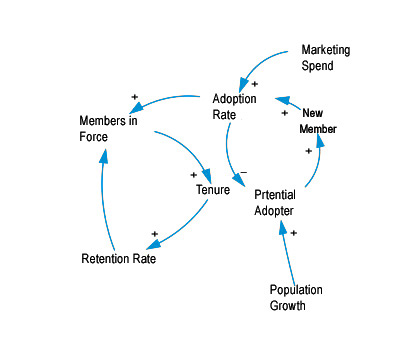 Marketing
Spend
+
+
Adoption
Rate
+
New
Member
Members in
Force
+
+
–
Tenure
Prtential
Adopter
+
+
Retention Rate
Population
Growth